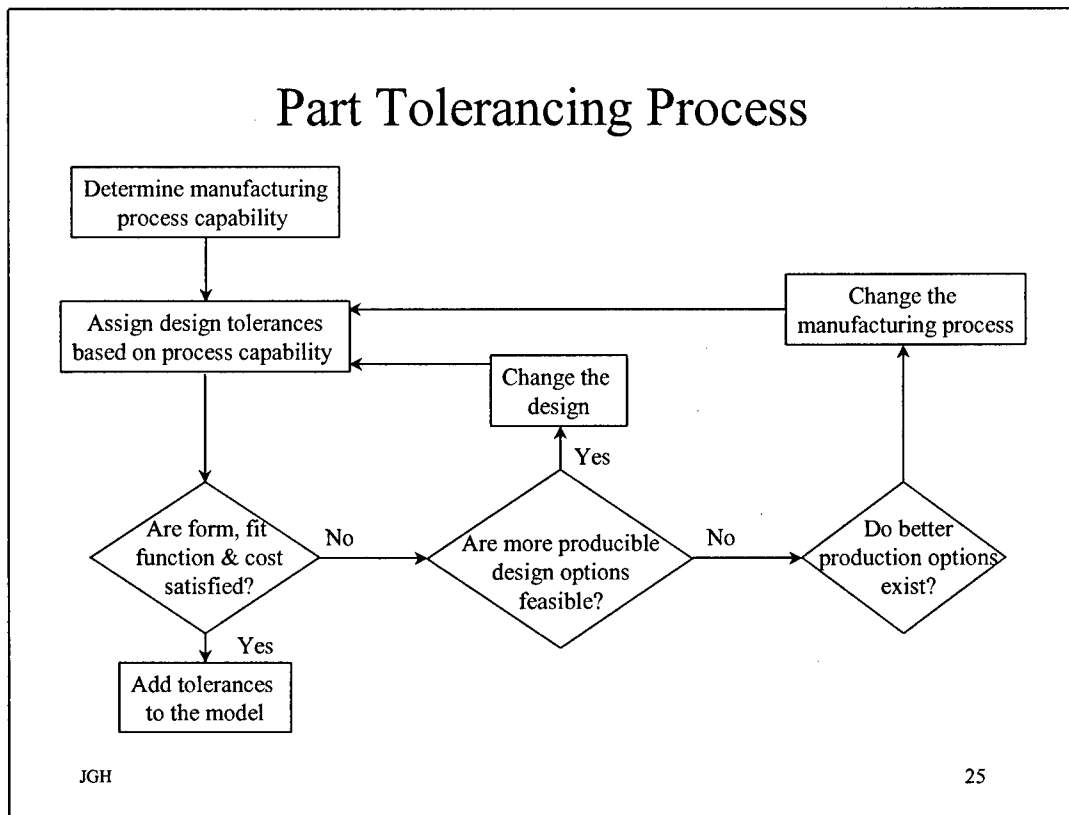 Part Tolerancing Process
Determine manufacturing
process capability
Assign design tolerances
based on process capability
Change the
manufacturing process
Change the
design
Yes
Are form, fit
function & cost
satisfied?
No
Are more producible
design options
feasible?
No
Do better
production options
exist?
Yes
Add tolerances
to the model
JGH
25